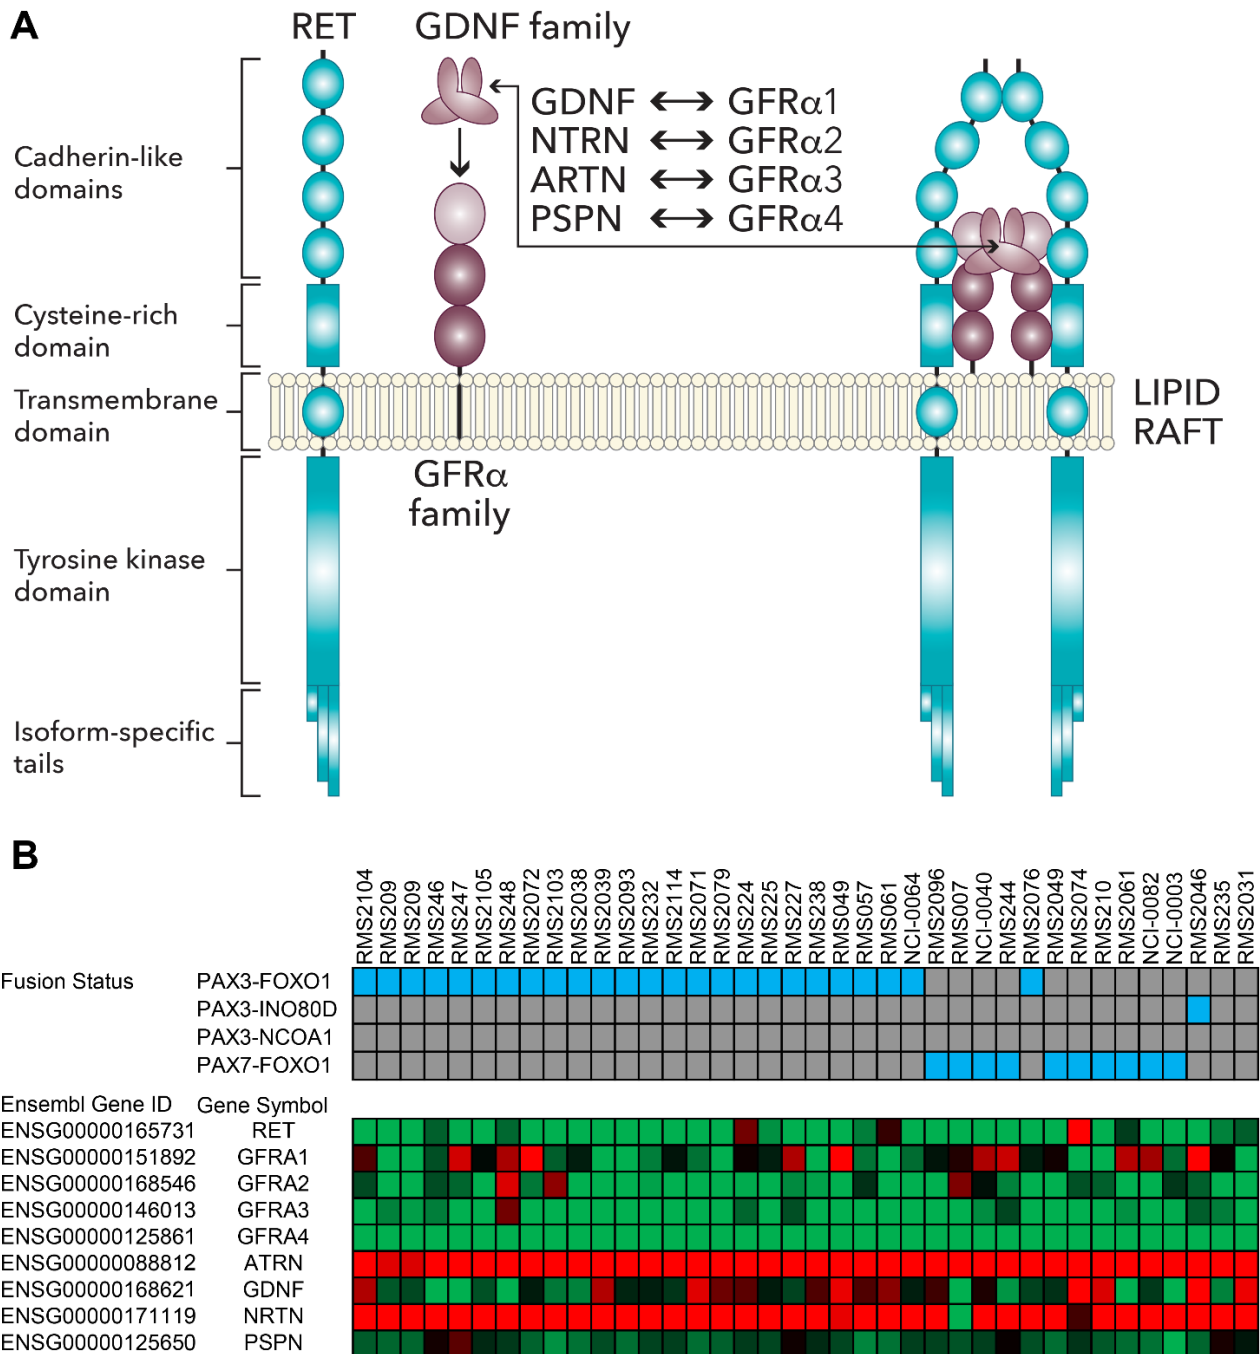 A
RET
GDNF family
GDNF ↔ GFRα1
NTRN ↔ GFRα2
ARTN ↔ GFRα3
PSPN ↔ GFRα4
Cadherin-like
domains
Cysteine-rich
domain
Transmembrane
domain
LIPID
RAFT
GFRα
family
Tyrosine kinase
domain
Isoform-specific
tails
B
RMS2104 RMS209 RMS209 RMS246 RMS247 RMS2105 RMS248 RMS2072 RMS2103 RMS2038 RMS2039 RMS2093 RMS232 RMS2114 RMS2071 RMS2079 RMS224 RMS225 RMS227 RMS238 RMS049 RMS057 RMS061 NCI-0064 RMS2096 RMS007 NCI-0040 RMS244 RMS2076 RMS2049 RMS2074 RMS210 RMS2061 NCI-0082 NCI-0003 RMS2046 RMS235 RMS2031
Fusion Status PAX3-FOXO1
PAX3-INO80D
PAX3-NCOA1
PAX7-FOXO1
Ensembl Gene ID Gene Symbol
ENSG00000165731 RET
ENSG00000151892 GFRA1
ENSG00000168546 GFRA2
ENSG00000146013 GFRA3
ENSG00000125861 GFRA4
ENSG00000088812 ATRN
ENSG00000168621 GDNF
ENSG00000171119 NRTN
ENSG00000125650 PSPN